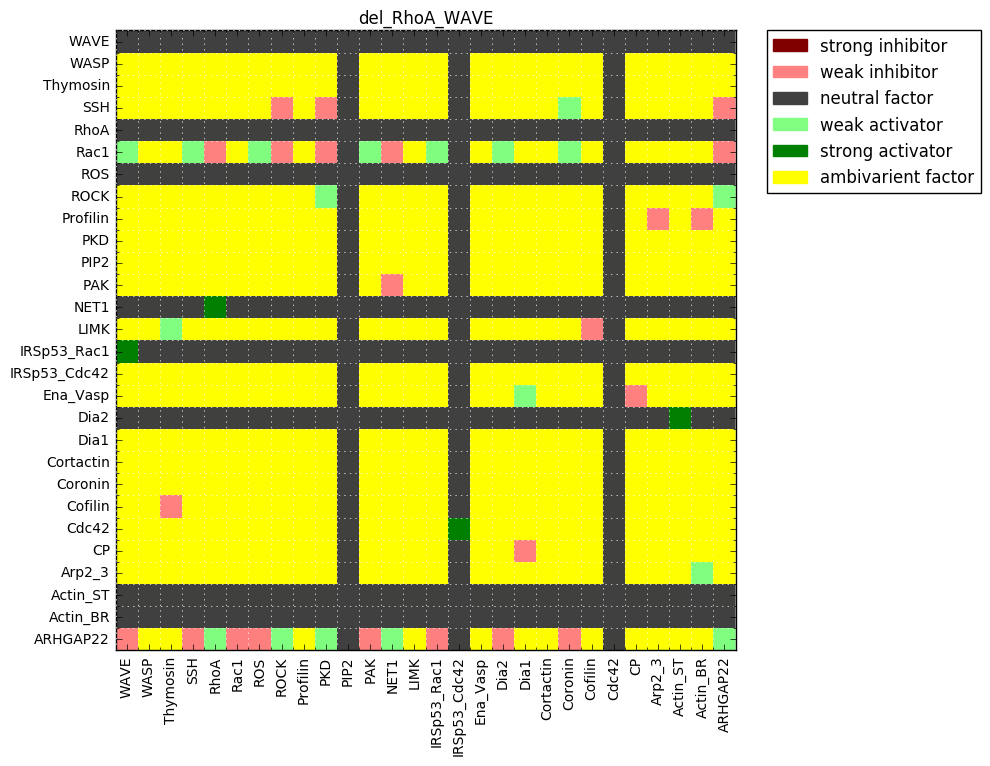 del_RhoA_WAVE
WAVE
WASP
Thymosin
SSH
RhoA
Rac1
ROS
ROCK
Profilin
PKD
PIP2
PAK
NET1
LIMK
IRSp53_Rac1
IRSp53_Cdc42
Ena_Vasp
Dia2
Dia1
Cortactin
Coronin
Cofilin
Cdc42
CP
Arp2_3
Actin_ST
Actin_BR
ARHGAP22
WAVE
WASP
Thymosin
SSH
RhoA
Rac1
ROS
ROCK
Profilin
PKD
PIP2
PAK
NET1
LIMK
IRSp53_Rac1
IRSp53_Cdc42
Ena_Vasp
Dia2
Dia1
Cortactin
Coronin
Cofilin
Cdc42
CP
Arp2_3
Actin_ST
Actin_BR
ARHGAP22
strong inhibitor
weak inhibitor
neutral factor
weak activator
strong activator
ambivarient factor